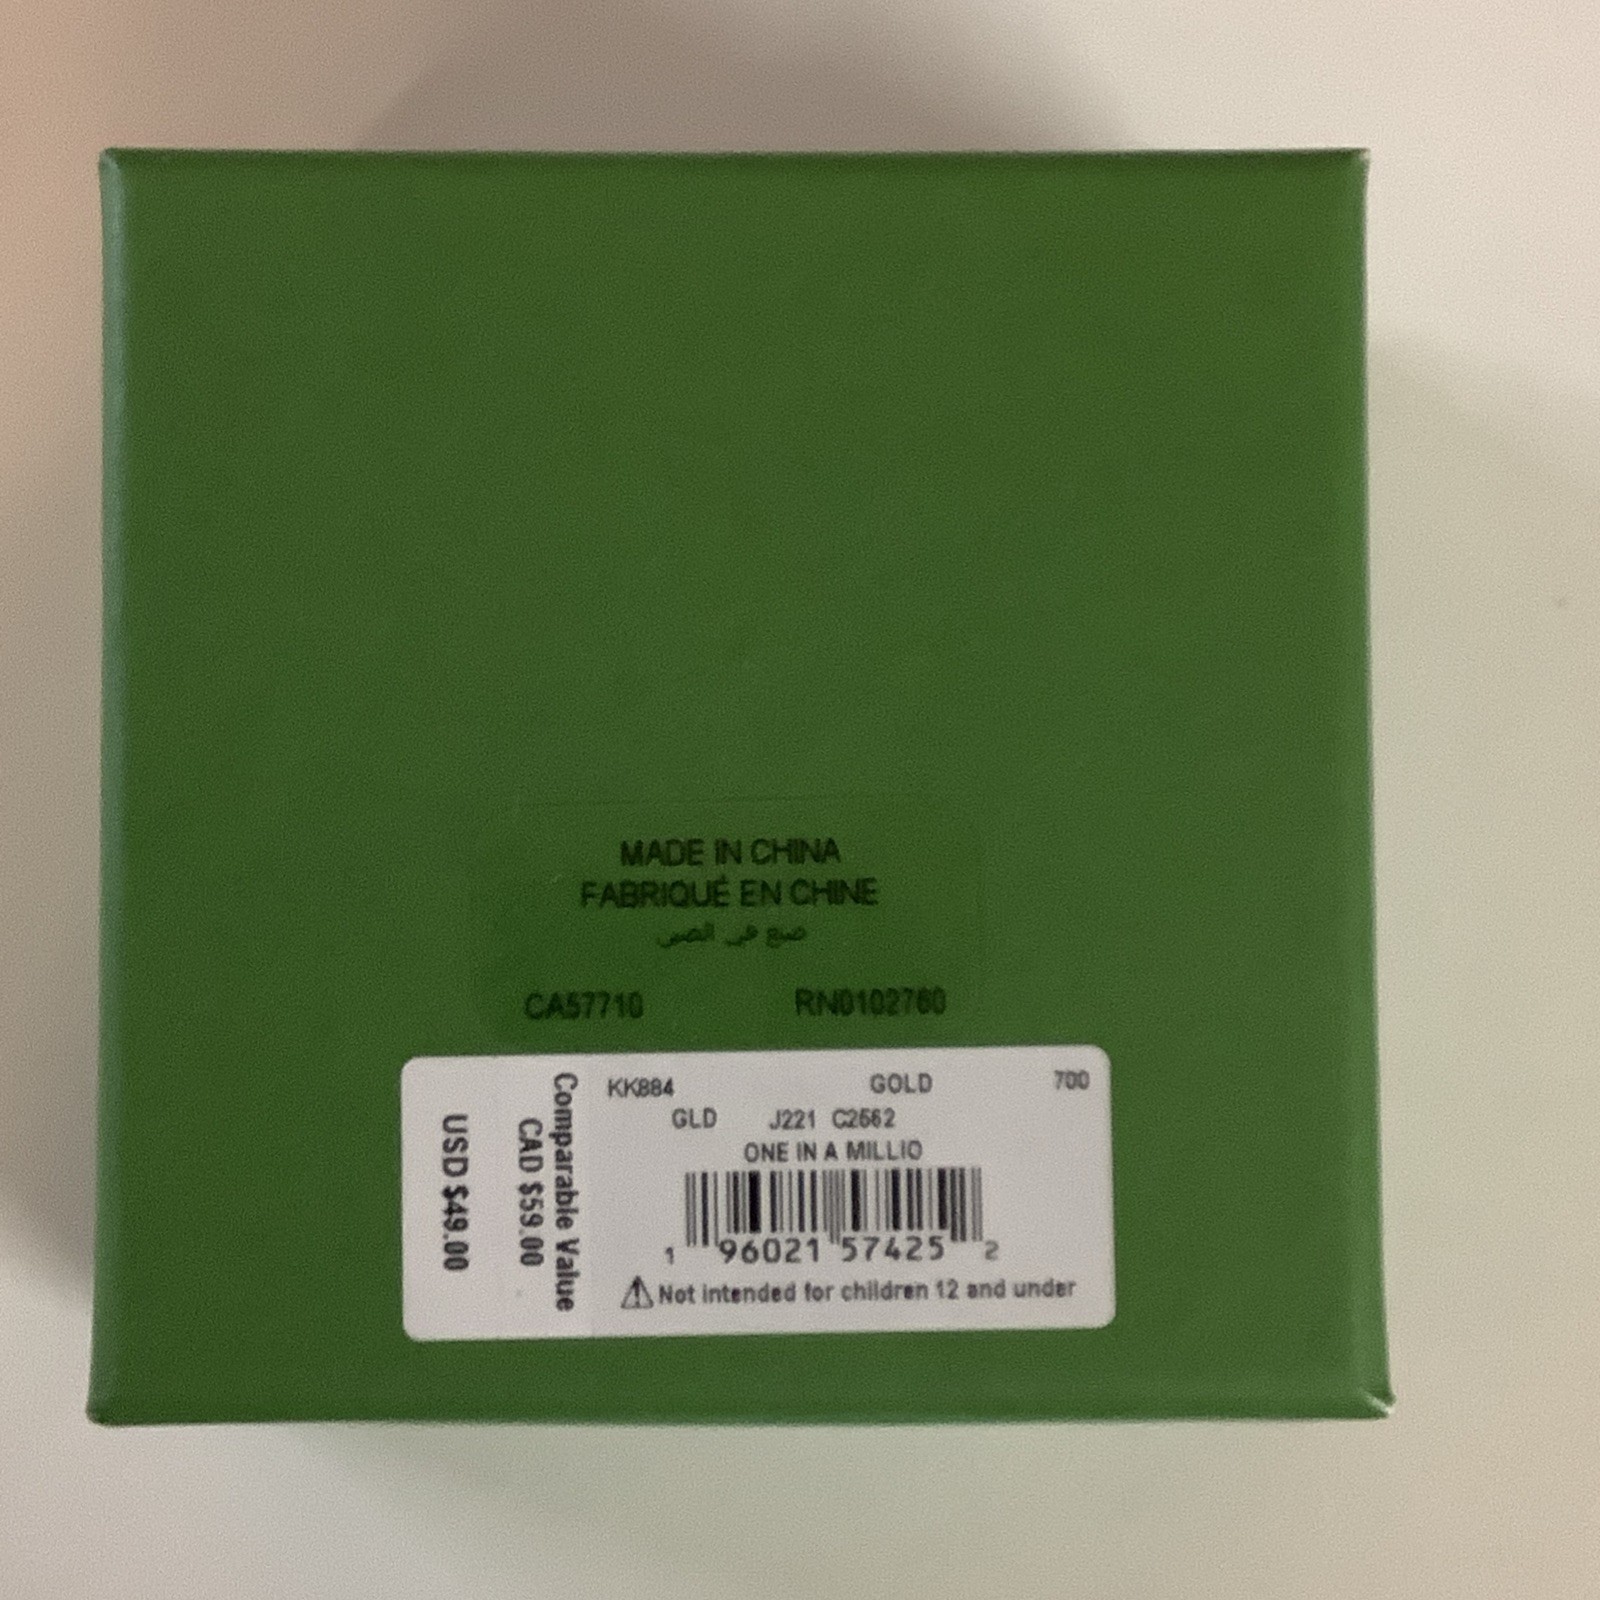 MADE IN CHINA
FABRIQUÉ EN CHINE
صنع في الصين
CA57710 RN0102760
KK884 GOLD 700
GLD J221 C2562
ONE IN A MILLIO
1 96021 57425 2
Not intended for children 12 and under
Comparable Value
CAD $59.00
USD $49.00